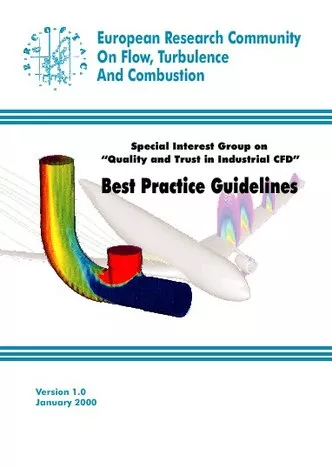 ERCOFTAC
European Research Community
On Flow, Turbulence
And Combustion
Special Interest Group on
“Quality and Trust in Industrial CFD”
Best Practice Guidelines
Version 1.0
January 2000